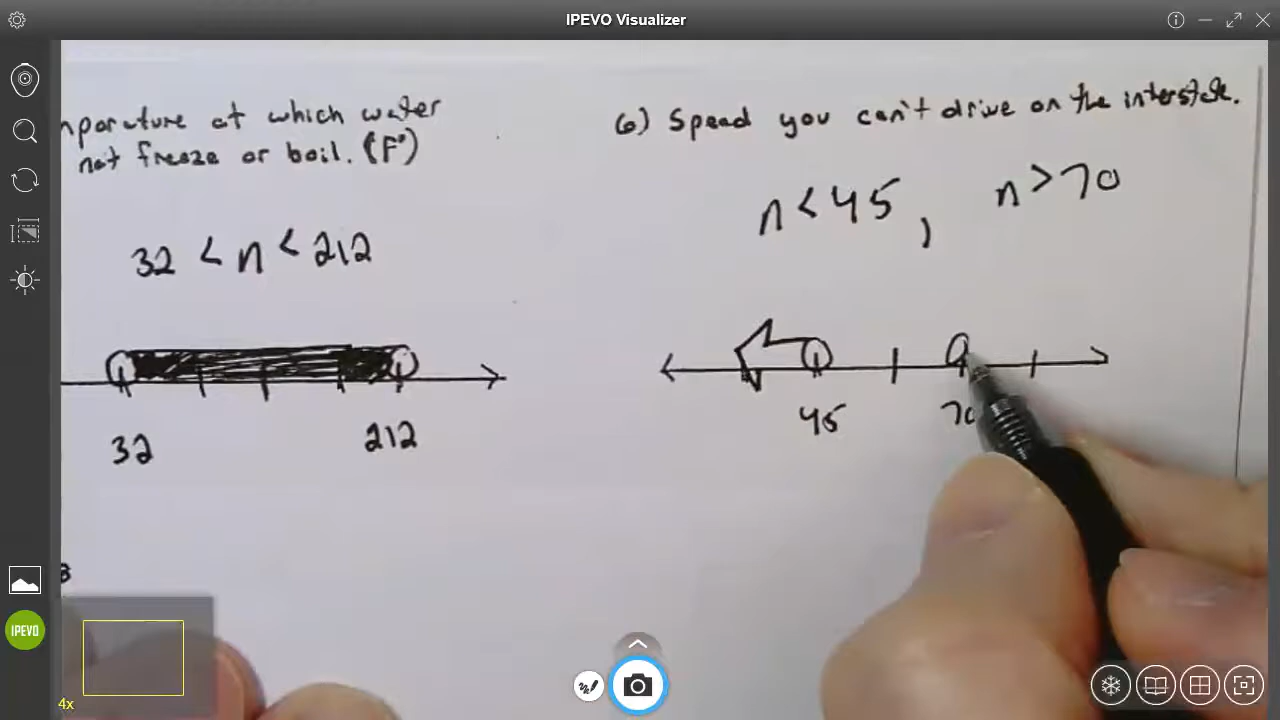 IPEVO Visualizer
nperature at which water
not freeze or boil. (F°)
32 < n < 212
32
212
6) Speed you can't drive on the interstate.
n < 45, n > 70
45
70
IPEVO
4x